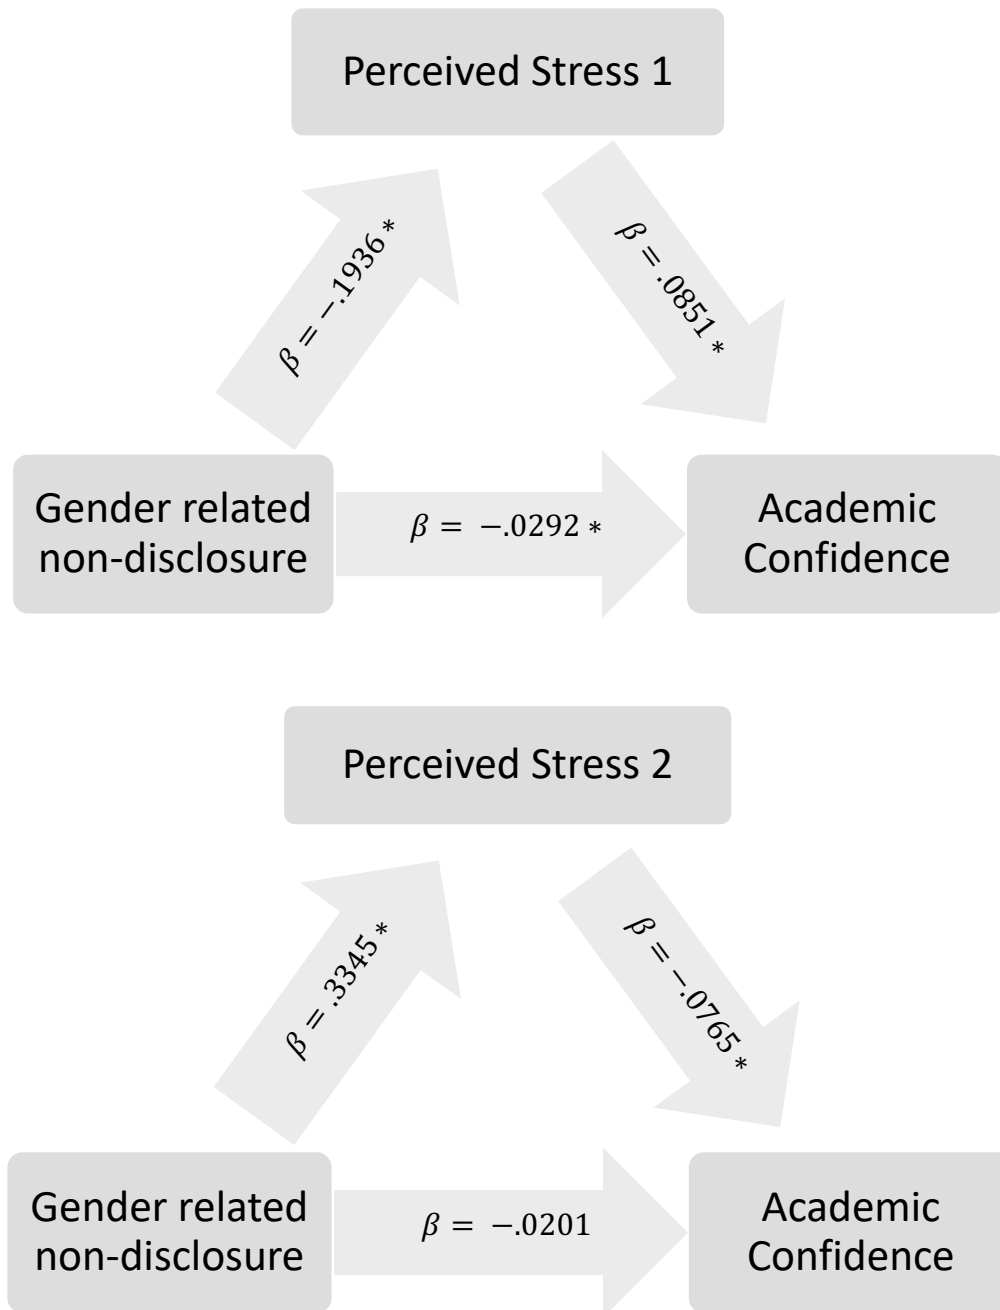 Perceived Stress 1
β = −.1936 *
β = .0851 *
Gender related
non-disclosure
β = −.0292 *
Academic
Confidence
Perceived Stress 2
β = .3345 *
β = −.0765 *
Gender related
non-disclosure
β = −.0201
Academic
Confidence